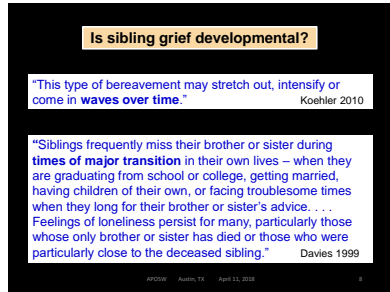 Is sibling grief developmental?
“This type of bereavement may stretch out, intensify or
come in waves over time.” Koehler 2010
“Siblings frequently miss their brother or sister during
times of major transition in their own lives – when they
are graduating from school or college, getting married,
having children of their own, or facing troublesome times
when they long for their brother or sister’s advice. . . .
Feelings of loneliness persist for many, particularly those
whose only brother or sister has died or those who were
particularly close to the deceased sibling.” Davies 1999
APOSW Austin, TX April 11, 2018 8